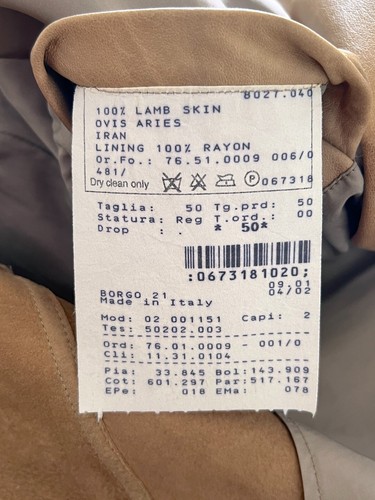 8027.040
100% LAMB SKIN
OVIS ARIES
IRAN
LINING 100% RAYON
Or.Fo.: 76.51.0009 006/0
481/
Dry clean only P 067318
Taglia: 50 Tg.prd: 50
Statura: Reg T.ord.: 00
Drop : . * 50*
:0673181020;
09.01
BORGO 21 04/02
Made in Italy
Mod: 02 001151 Capi: 2
Tes: 50202.003
Ord: 76.01.0009 - 001/0
Cli: 11.31.0104
Pia: 33.845 Bol:143.909
Cot: 601.297 Par:517.167
EPe: 018 EMa: 078